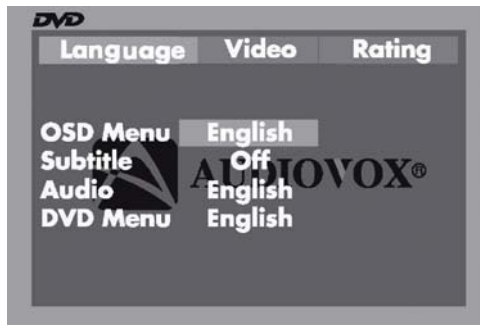 DVD
Language Video Rating
OSD Menu English
Subtitle Off
Audio English
DVD Menu English
AUDIOVOX®